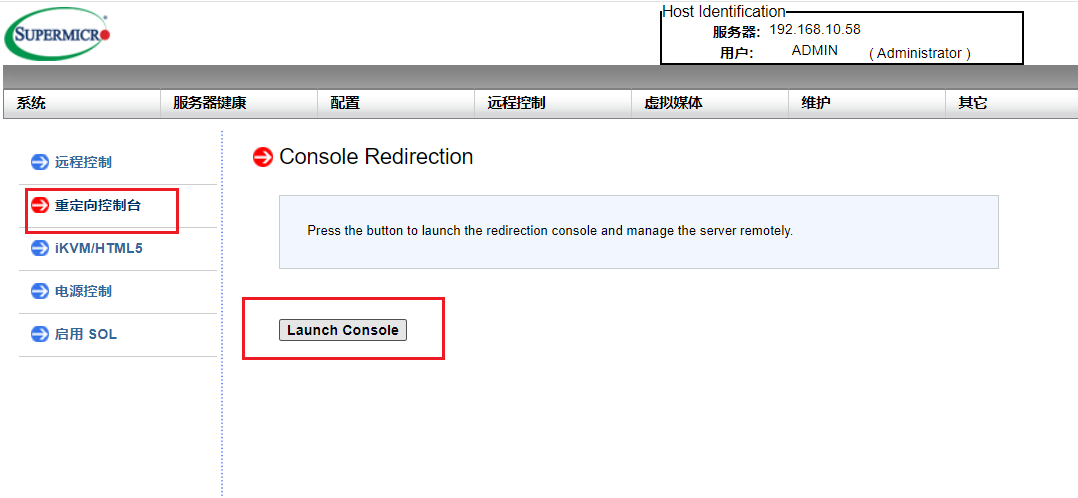 SUPERMICRO
Host Identification
服务器: 192.168.10.58
用户: ADMIN ( Administrator )
系统 服务器健康 配置 远程控制 虚拟媒体 维护 其它
远程控制
重定向控制台
iKVM/HTML5
电源控制
启用 SOL
Console Redirection
Press the button to launch the redirection console and manage the server remotely.
Launch Console